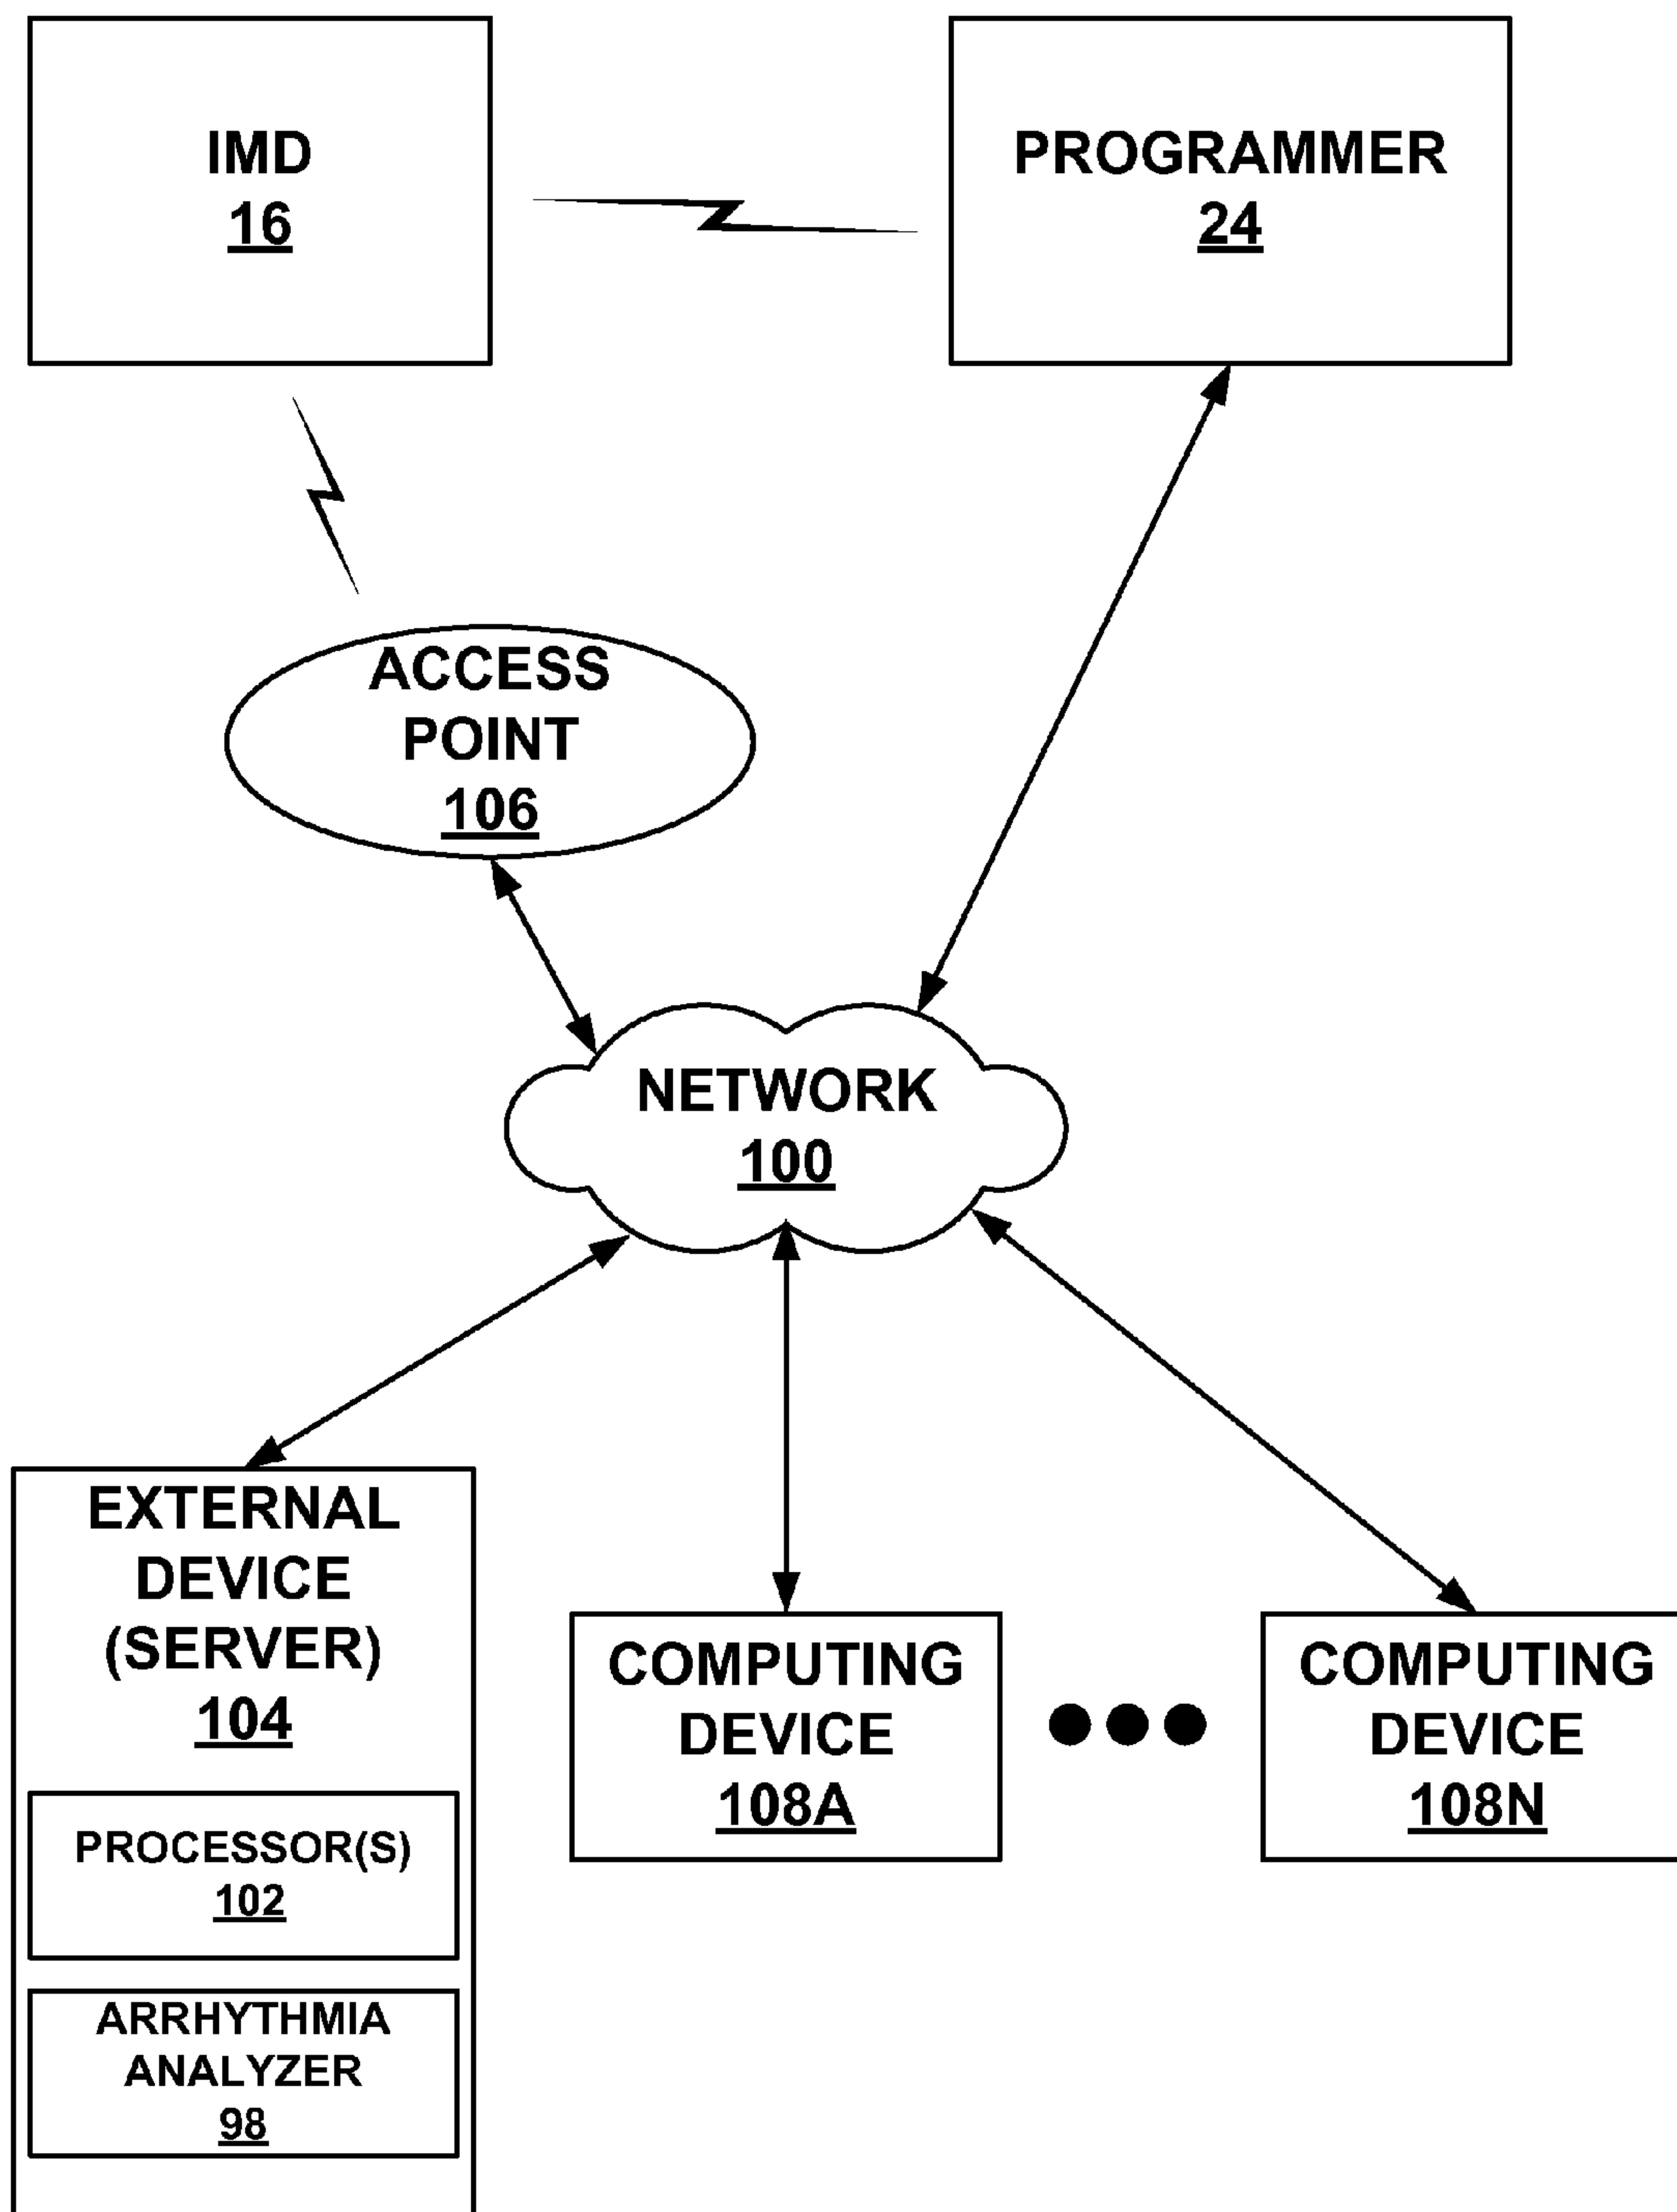 IMD
16
PROGRAMMER
24
ACCESS
POINT
106
NETWORK
100
EXTERNAL
DEVICE
(SERVER)
104
PROCESSOR(S)
102
ARRHYTHMIA
ANALYZER
98
COMPUTING
DEVICE
108A
COMPUTING
DEVICE
108N